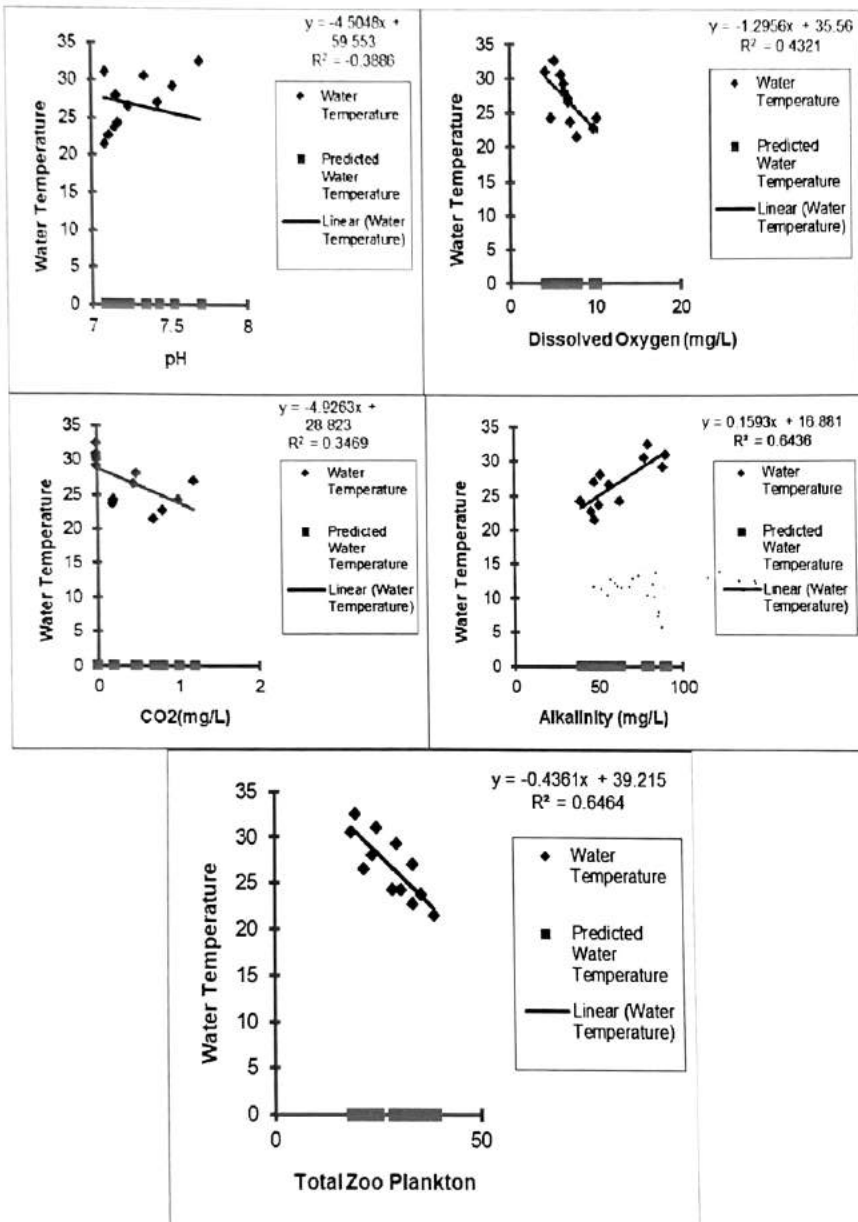 y = -4.5048x +
59.553
R² = -0.3886
35
30
25
20
15
10
5
0
Water Temperature
Water
Temperature
Predicted
Water
Temperature
Linear (Water
Temperature)
7
7.5
8
pH
y = -1.2956x + 35.56
R² = 0.4321
35
30
25
20
15
10
5
0
Water Temperature
Water
Temperature
Predicted
Water
Temperature
Linear (Water
Temperature)
0
10
20
Dissolved Oxygen (mg/L)
y = -4.9263x +
28.823
R² = 0.3469
35
30
25
20
15
10
5
0
Water Temperature
Water
Temperature
Predicted
Water
Temperature
Linear (Water
Temperature)
0
1
2
CO2(mg/L)
y = 0.1593x + 16.881
R² = 0.6436
35
30
25
20
15
10
5
0
Water Temperature
Water
Temperature
Predicted
Water
Temperature
Linear (Water
Temperature)
0
50
100
Alkalinity (mg/L)
y = -0.4361x + 39.215
R² = 0.6464
35
30
25
20
15
10
5
0
Water Temperature
Water
Temperature
Predicted
Water
Temperature
Linear (Water
Temperature)
0
50
Total Zoo Plankton